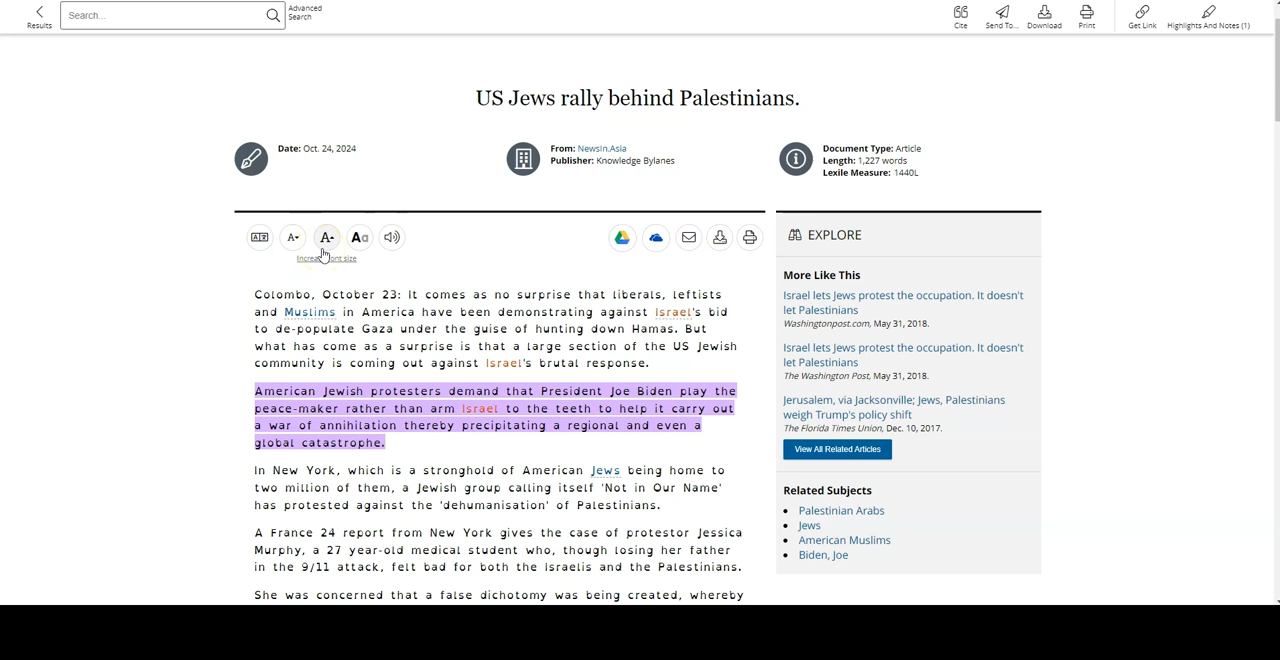 Results
Search...
Advanced
Search
Cite
Send To...
Download
Print
Get Link
Highlights And Notes (1)
US Jews rally behind Palestinians.
Date: Oct. 24, 2024
From: NewsIn.Asia
Publisher: Knowledge Bylanes
Document Type: Article
Length: 1,227 words
Lexile Measure: 1440L
Increase font size
Colombo, October 23: It comes as no surprise that liberals, leftists
and Muslims in America have been demonstrating against Israel's bid
to de-populate Gaza under the guise of hunting down Hamas. But
what has come as a surprise is that a large section of the US Jewish
community is coming out against Israel's brutal response.
American Jewish protesters demand that President Joe Biden play the
peace-maker rather than arm Israel to the teeth to help it carry out
a war of annihilation thereby precipitating a regional and even a
global catastrophe.
In New York, which is a stronghold of American Jews being home to
two million of them, a Jewish group calling itself 'Not in Our Name'
has protested against the 'dehumanisation' of Palestinians.
A France 24 report from New York gives the case of protestor Jessica
Murphy, a 27 year-old medical student who, though losing her father
in the 9/11 attack, felt bad for both the Israelis and the Palestinians.
She was concerned that a false dichotomy was being created, whereby
EXPLORE
More Like This
Israel lets Jews protest the occupation. It doesn't
let Palestinians
Washingtonpost.com, May 31, 2018.
Israel lets Jews protest the occupation. It doesn't
let Palestinians
The Washington Post, May 31, 2018.
Jerusalem, via Jacksonville; Jews, Palestinians
weigh Trump's policy shift
The Florida Times Union, Dec. 10, 2017.
View All Related Articles
Related Subjects
Palestinian Arabs
Jews
American Muslims
Biden, Joe